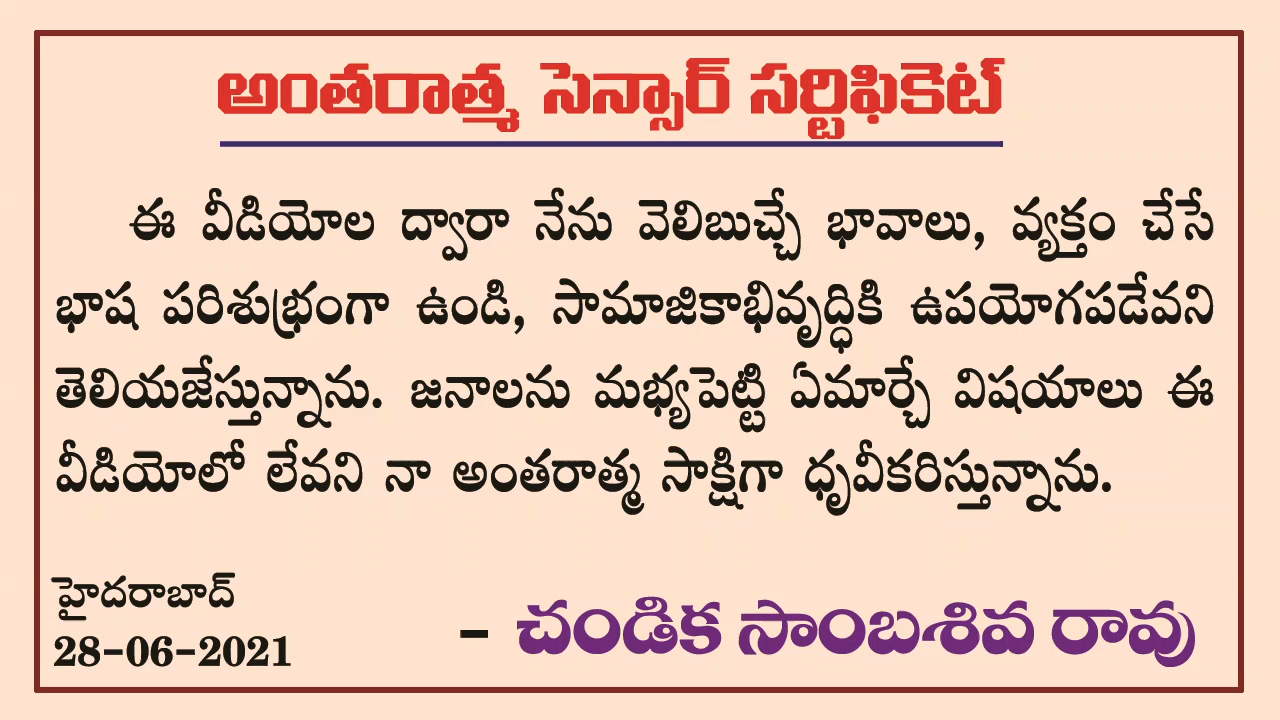 అంతరాత్మ సెన్సార్ సర్టిఫికెట్
ఈ వీడియోల ద్వారా నేను వెలిబుచ్చే భావాలు, వ్యక్తం చేసే
భాష పరిశుభ్రంగా ఉండి, సామాజికాభివృద్ధికి ఉపయోగపడేవని
తెలియజేస్తున్నాను. జనాలను మభ్యపెట్టి ఏమార్చే విషయాలు ఈ
వీడియోలో లేవని నా అంతరాత్మ సాక్షిగా ధృవీకరిస్తున్నాను.
హైదరాబాద్
28-06-2021
- చండిక సాంబశివ రావు